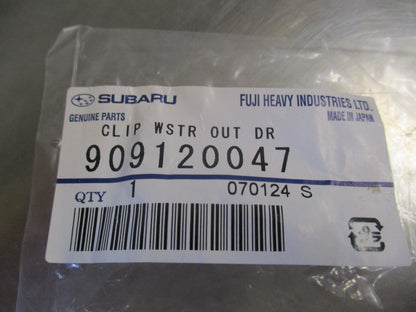 SUBARU FUJI HEAVY INDUSTRIES LTD.
GENUINE PARTS MADE IN JAPAN
CLIP WSTR OUT DR
909120047
QTY 1 070124 S